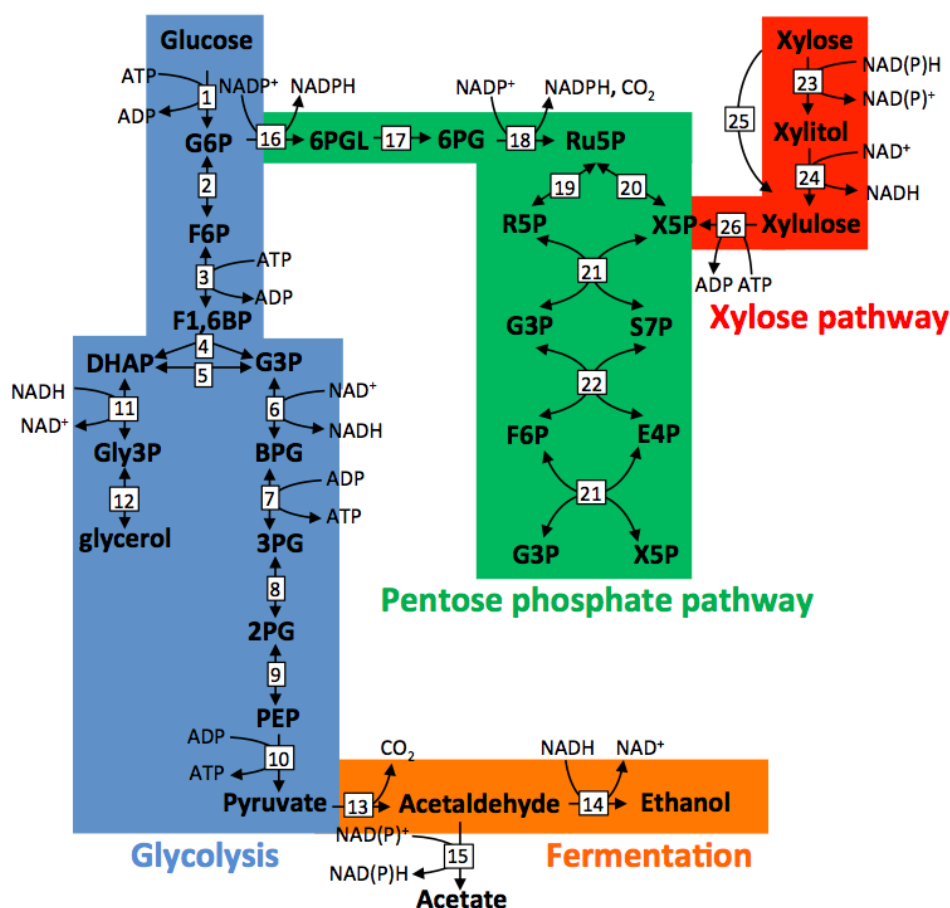 Glucose
Xylose
ATP
NADP⁺
NADPH
NADP⁺
NADPH, CO₂
NAD(P)H
1
23
ADP
NAD(P)⁺
25
G6P
16
6PGL
17
6PG
18
Ru5P
Xylitol
NAD⁺
2
19
20
24
NADH
F6P
R5P
X5P
26
Xylulose
ATP
3
21
ADP
ADP ATP
F1,6BP
G3P
S7P
Xylose pathway
4
DHAP
G3P
5
22
NADH
NAD⁺
11
6
NAD⁺
NADH
F6P
E4P
Gly3P
BPG
ADP
12
7
21
ATP
glycerol
3PG
G3P
X5P
8
Pentose phosphate pathway
2PG
9
PEP
ADP
10
CO₂
NADH
NAD⁺
ATP
Pyruvate
13
Acetaldehyde
14
Ethanol
NAD(P)⁺
Glycolysis
15
Fermentation
NAD(P)H
Acetate